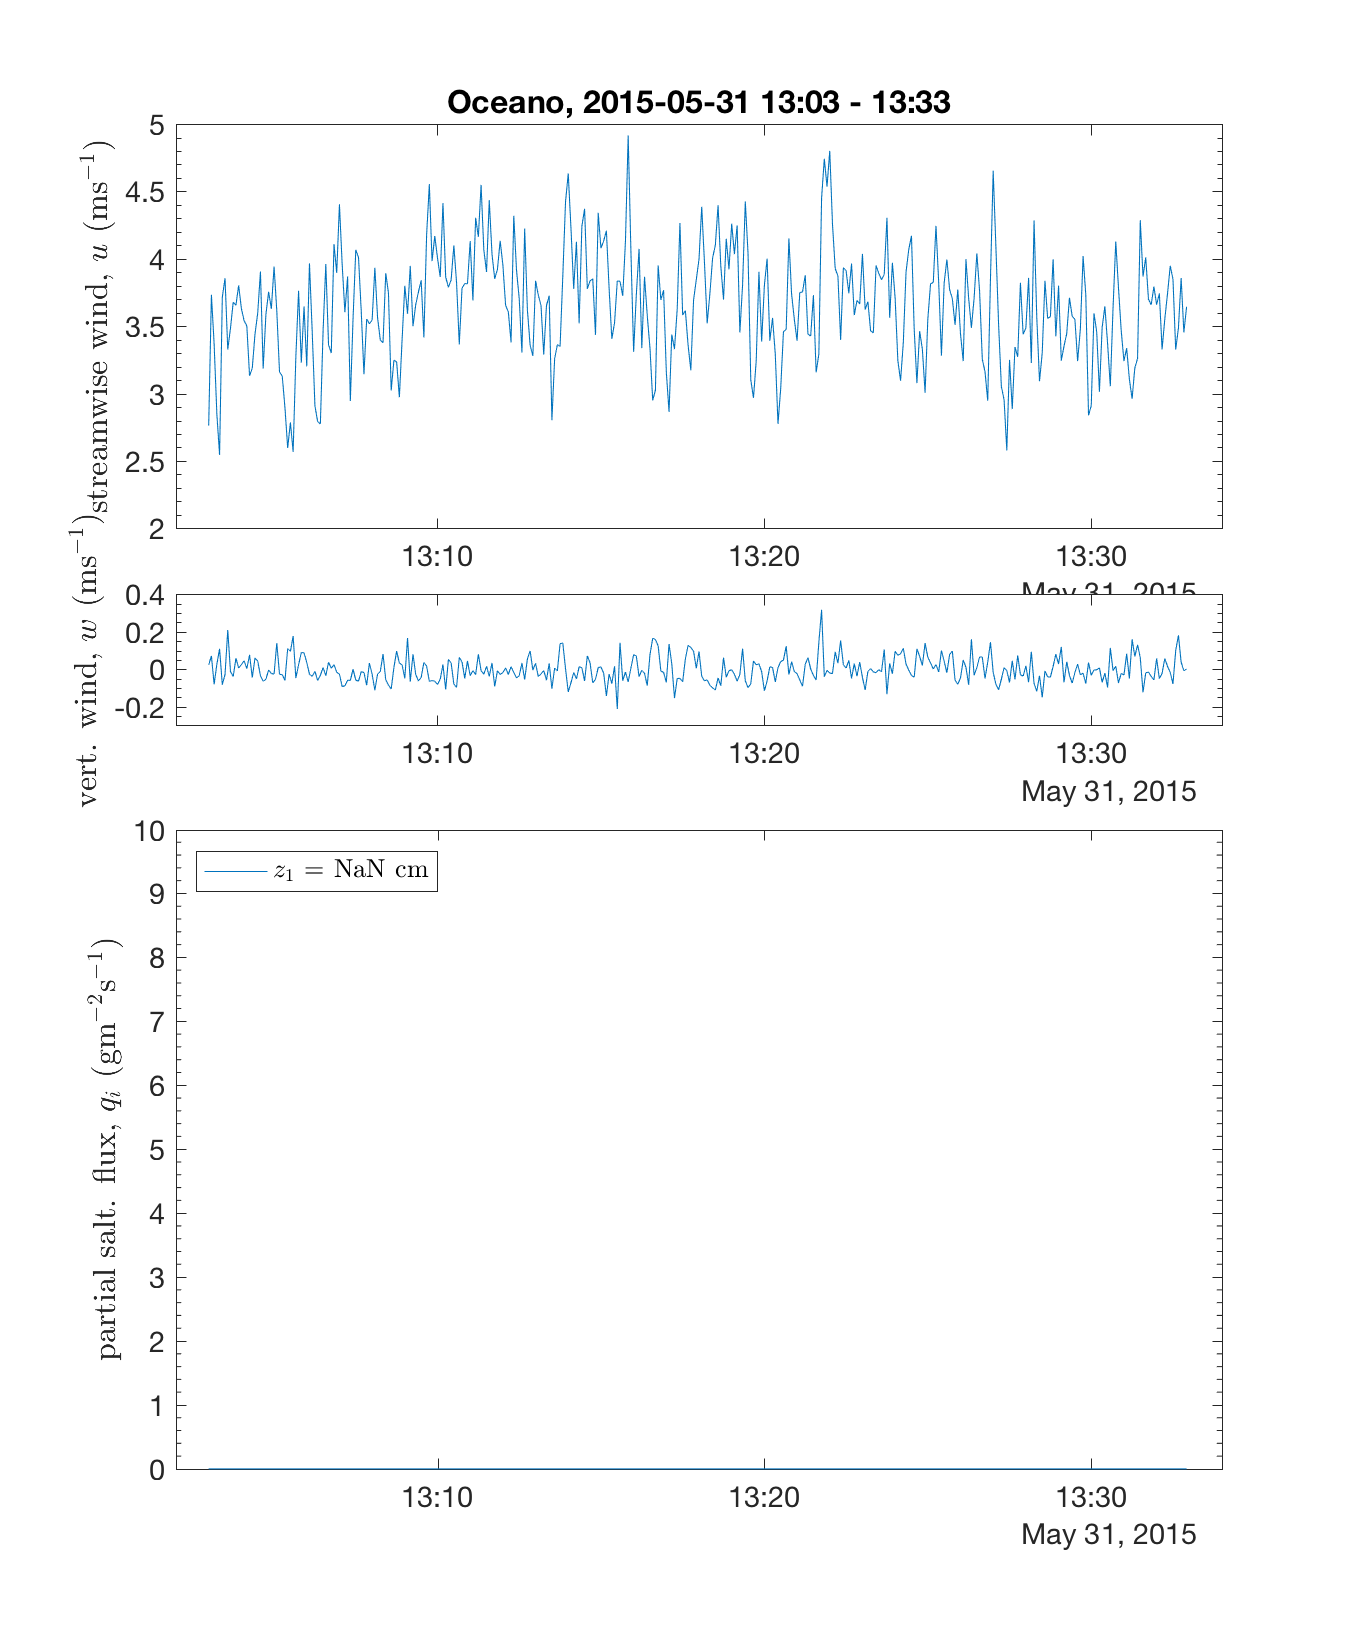 Oceano, 2015-05-31 13:03 - 13:33
streamwise wind, u (ms⁻¹)
5
4.5
4
3.5
3
2.5
2
13:10 13:20 13:30
May 31, 2015
vert. wind, w (ms⁻¹)
0.4
0.2
0
-0.2
13:10 13:20 13:30
May 31, 2015
partial salt. flux, qᵢ (gm⁻²s⁻¹)
10
9
8
7
6
5
4
3
2
1
0
z₁ = NaN cm
13:10 13:20 13:30
May 31, 2015